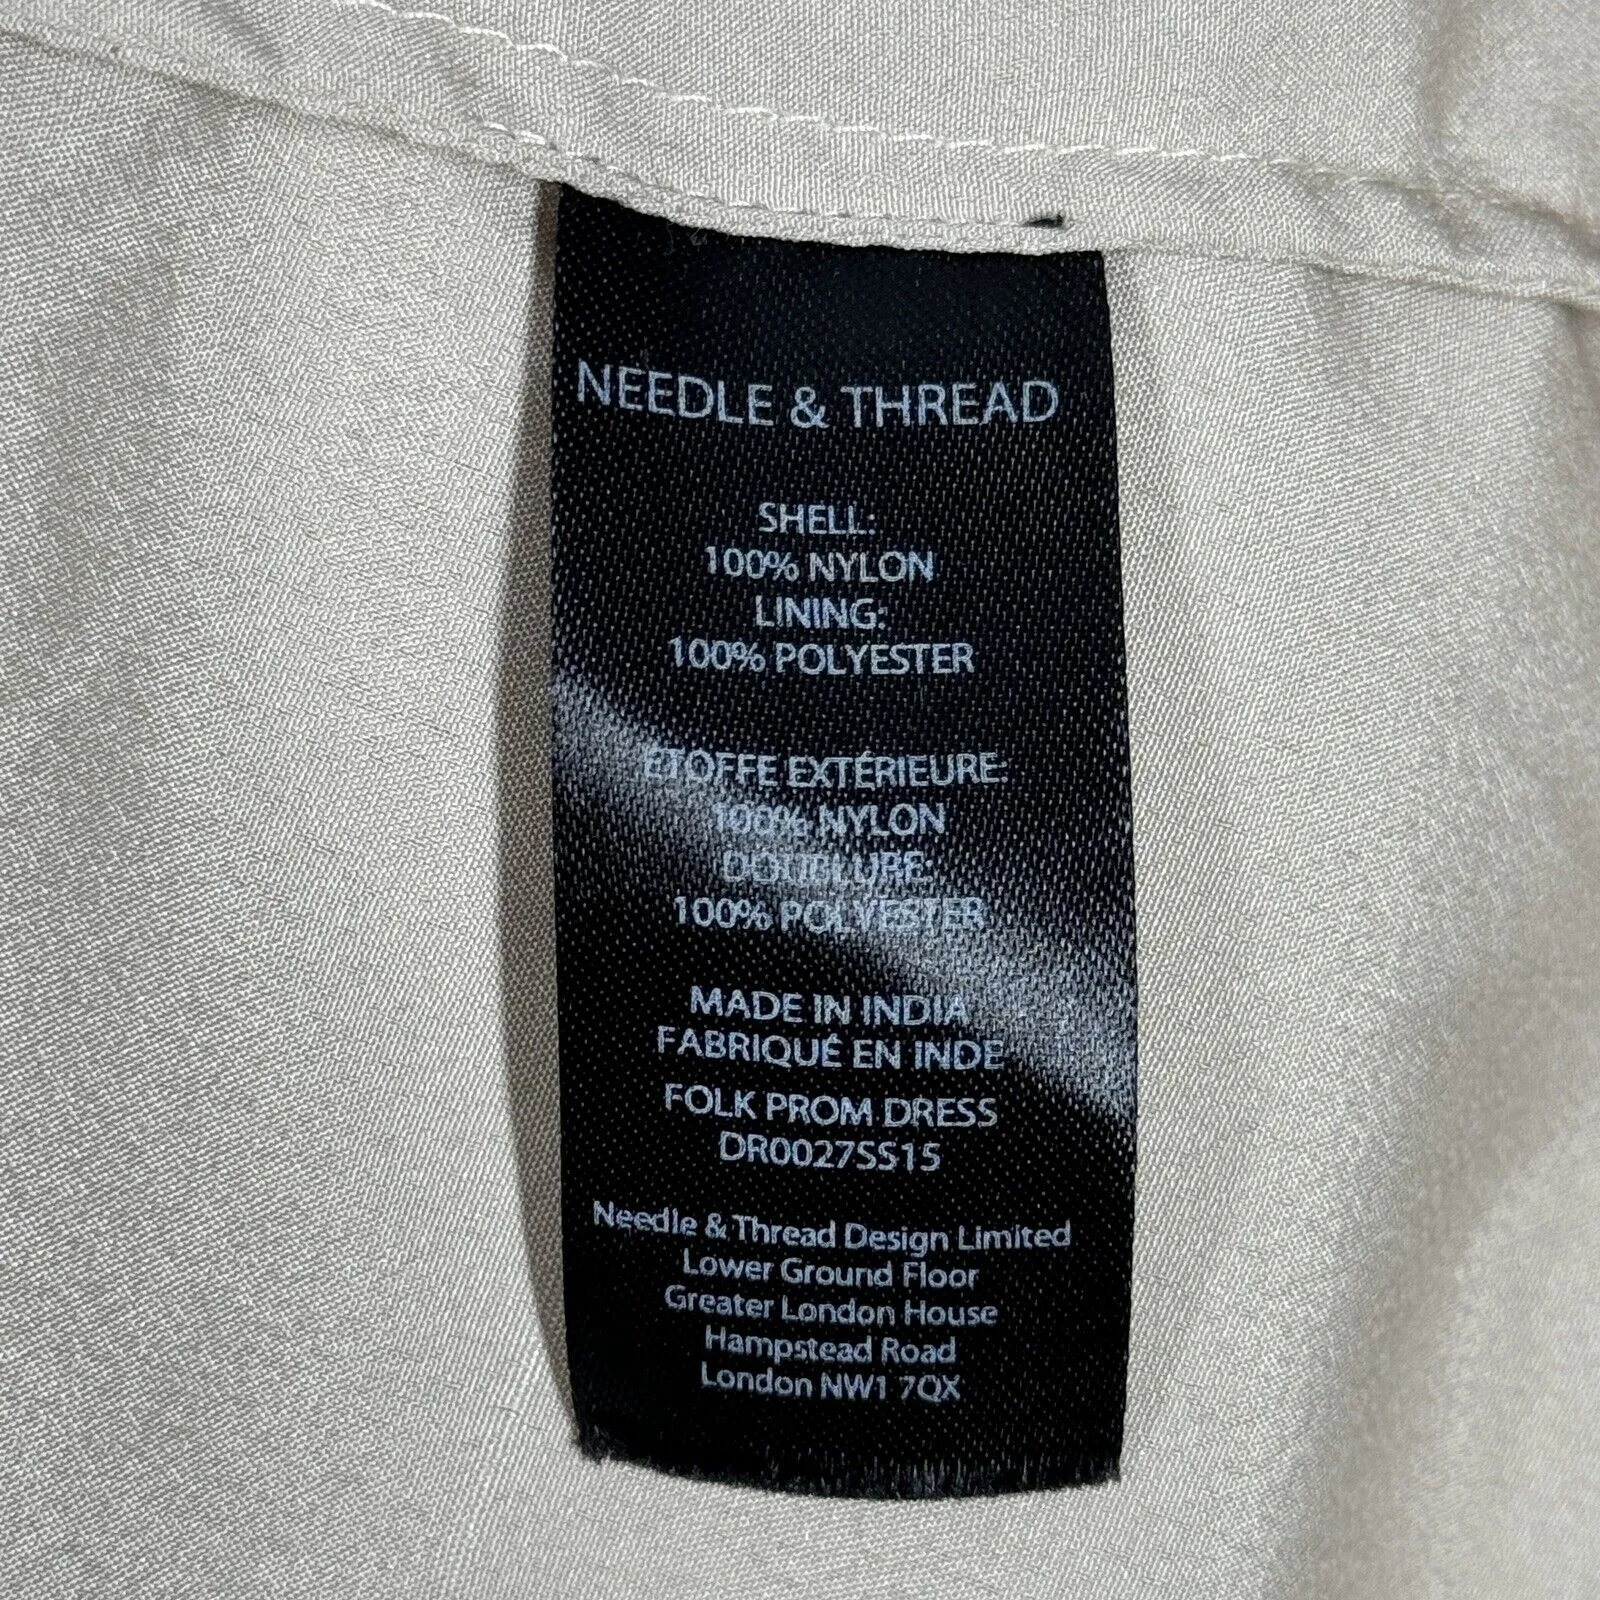 NEEDLE & THREAD
SHELL:
100% NYLON
LINING:
100% POLYESTER
ÉTOFFE EXTÉRIEURE:
100% NYLON
DOUBLURE:
100% POLYESTER
MADE IN INDIA
FABRIQUÉ EN INDE
FOLK PROM DRESS
DR0027SS15
Needle & Thread Design Limited
Lower Ground Floor
Greater London House
Hampstead Road
London NW1 7QX